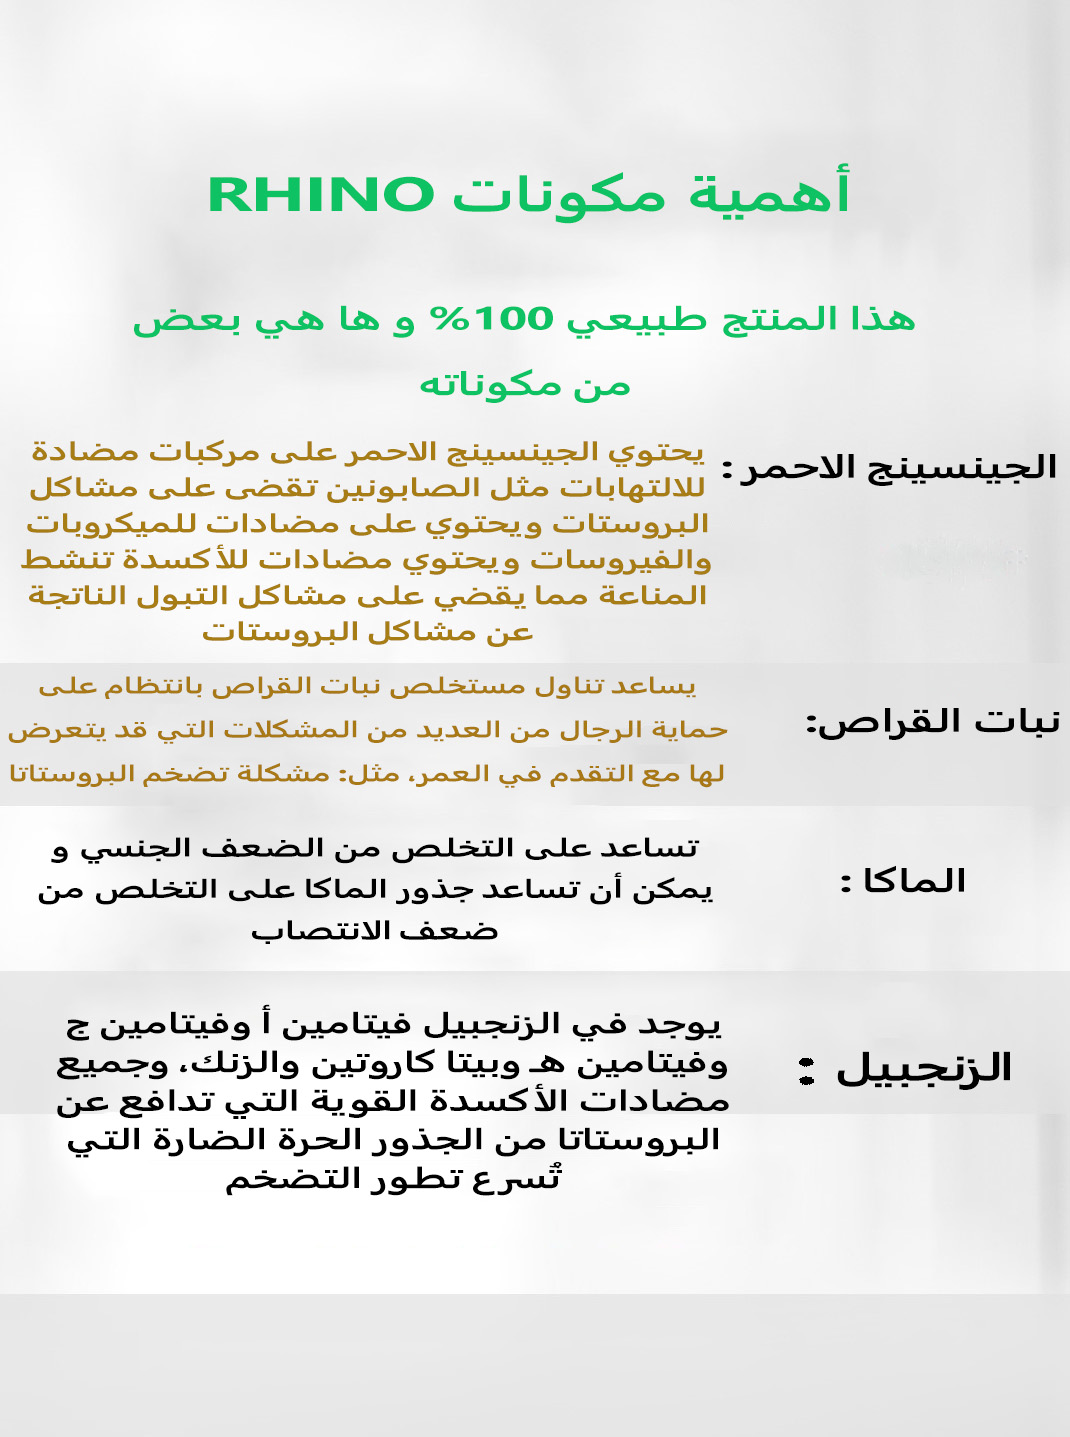 أهمية مكونات RHINO
هذا المنتج طبيعي 100% و ها هي بعض
من مكوناته
الجينسينج الاحمر :
يحتوي الجينسينج الاحمر على مركبات مضادة
للالتهابات مثل الصابونين تقضى على مشاكل
البروستات ويحتوي على مضادات للميكروبات
والفيروسات ويحتوي مضادات للأكسدة تنشط
المناعة مما يقضي على مشاكل التبول الناتجة
عن مشاكل البروستات
نبات القراص:
يساعد تناول مستخلص نبات القراص بانتظام على
حماية الرجال من العديد من المشكلات التي قد يتعرض
لها مع التقدم في العمر، مثل: مشكلة تضخم البروستاتا
الماكا :
تساعد على التخلص من الضعف الجنسي و
يمكن أن تساعد جذور الماكا على التخلص من
ضعف الانتصاب
الزنجبيل :
يوجد في الزنجبيل فيتامين أ وفيتامين ج
وفيتامين هـ وبيتا كاروتين والزنك، وجميع
مضادات الأكسدة القوية التي تدافع عن
البروستاتا من الجذور الحرة الضارة التي
تُسرع تطور التضخم